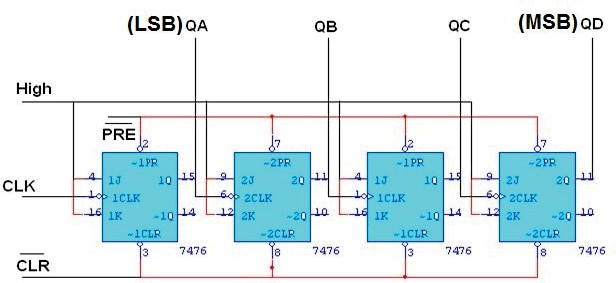 (LSB) QA QB QC (MSB) QD
High
PRE
2 7 2 7
~1PR ~2PR ~1PR ~2PR
4 1J 1Q 15 9 2J 2Q 11 4 1J 1Q 15 9 2J 2Q 11
CLK 1 1CLK 6 2CLK 1 1CLK 6 2CLK
16 1K ~1Q 14 12 2K ~2Q 10 16 1K ~1Q 14 12 2K ~2Q 10
~1CLR ~2CLR ~1CLR ~2CLR
3 7476 8 7476 3 7476 8 7476
CLR